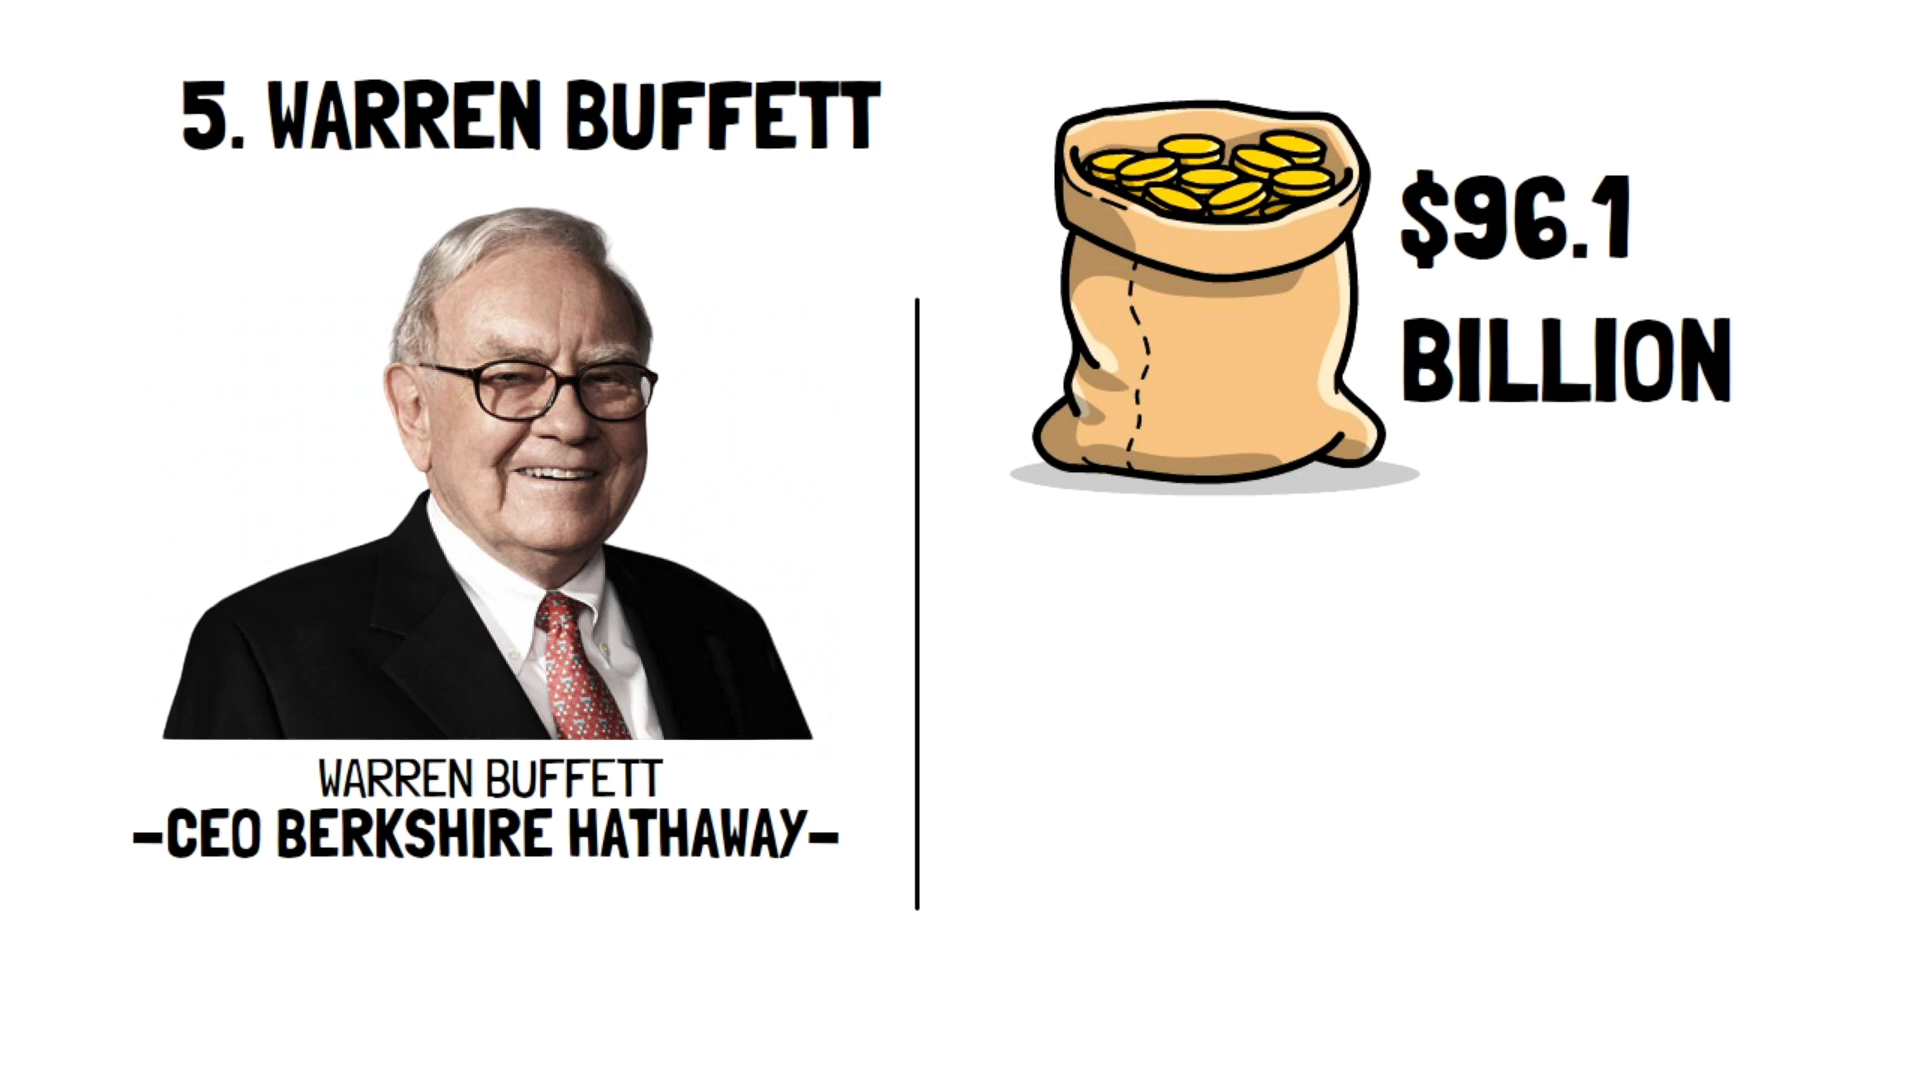 5. WARREN BUFFETT
WARREN BUFFETT
-CEO BERKSHIRE HATHAWAY-
$96.1
BILLION